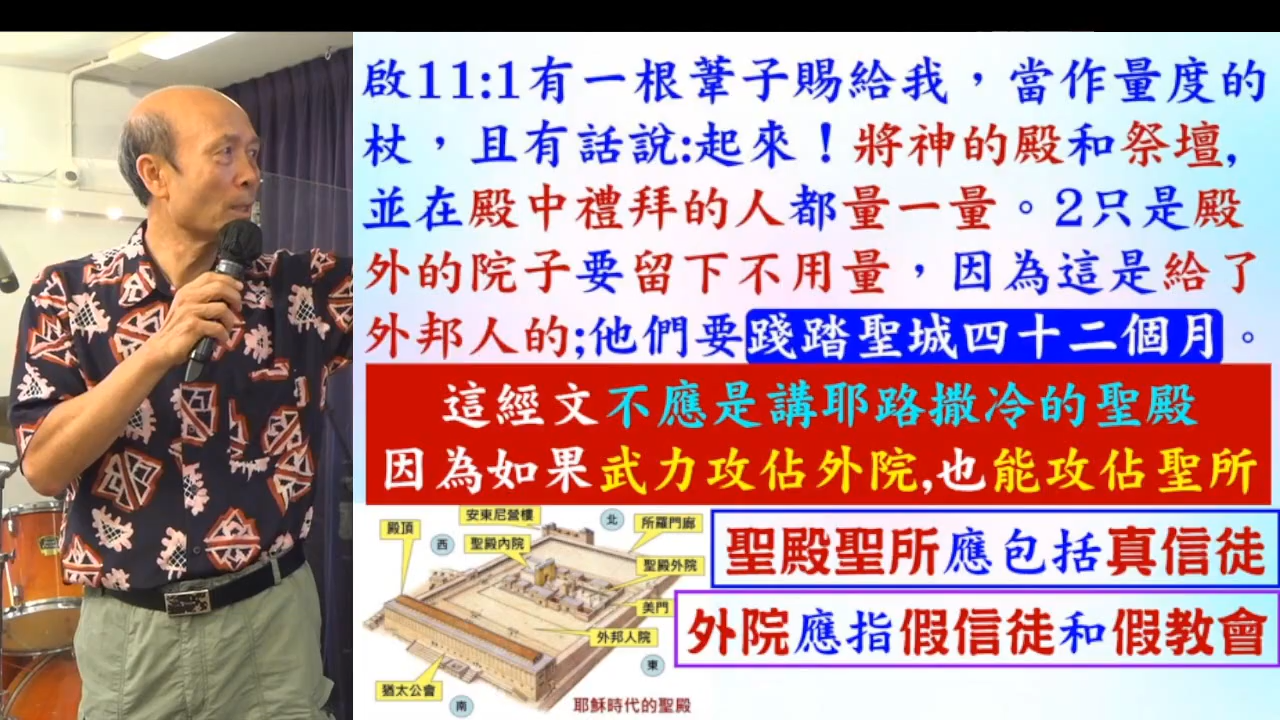 啟11:1有一根葦子賜給我，當作量度的
杖，且有話說:起來！將神的殿和祭壇,
並在殿中禮拜的人都量一量。2只是殿
外的院子要留下不用量，因為這是給了
外邦人的;他們要踐踏聖城四十二個月。
這經文不應是講耶路撒冷的聖殿
因為如果武力攻佔外院,也能攻佔聖所
聖殿聖所應包括真信徒
外院應指假信徒和假教會
安東尼營樓
北
所羅門廊
殿頂
西
聖殿內院
聖殿外院
美門
外邦人院
東
猶太公會
南
耶穌時代的聖殿